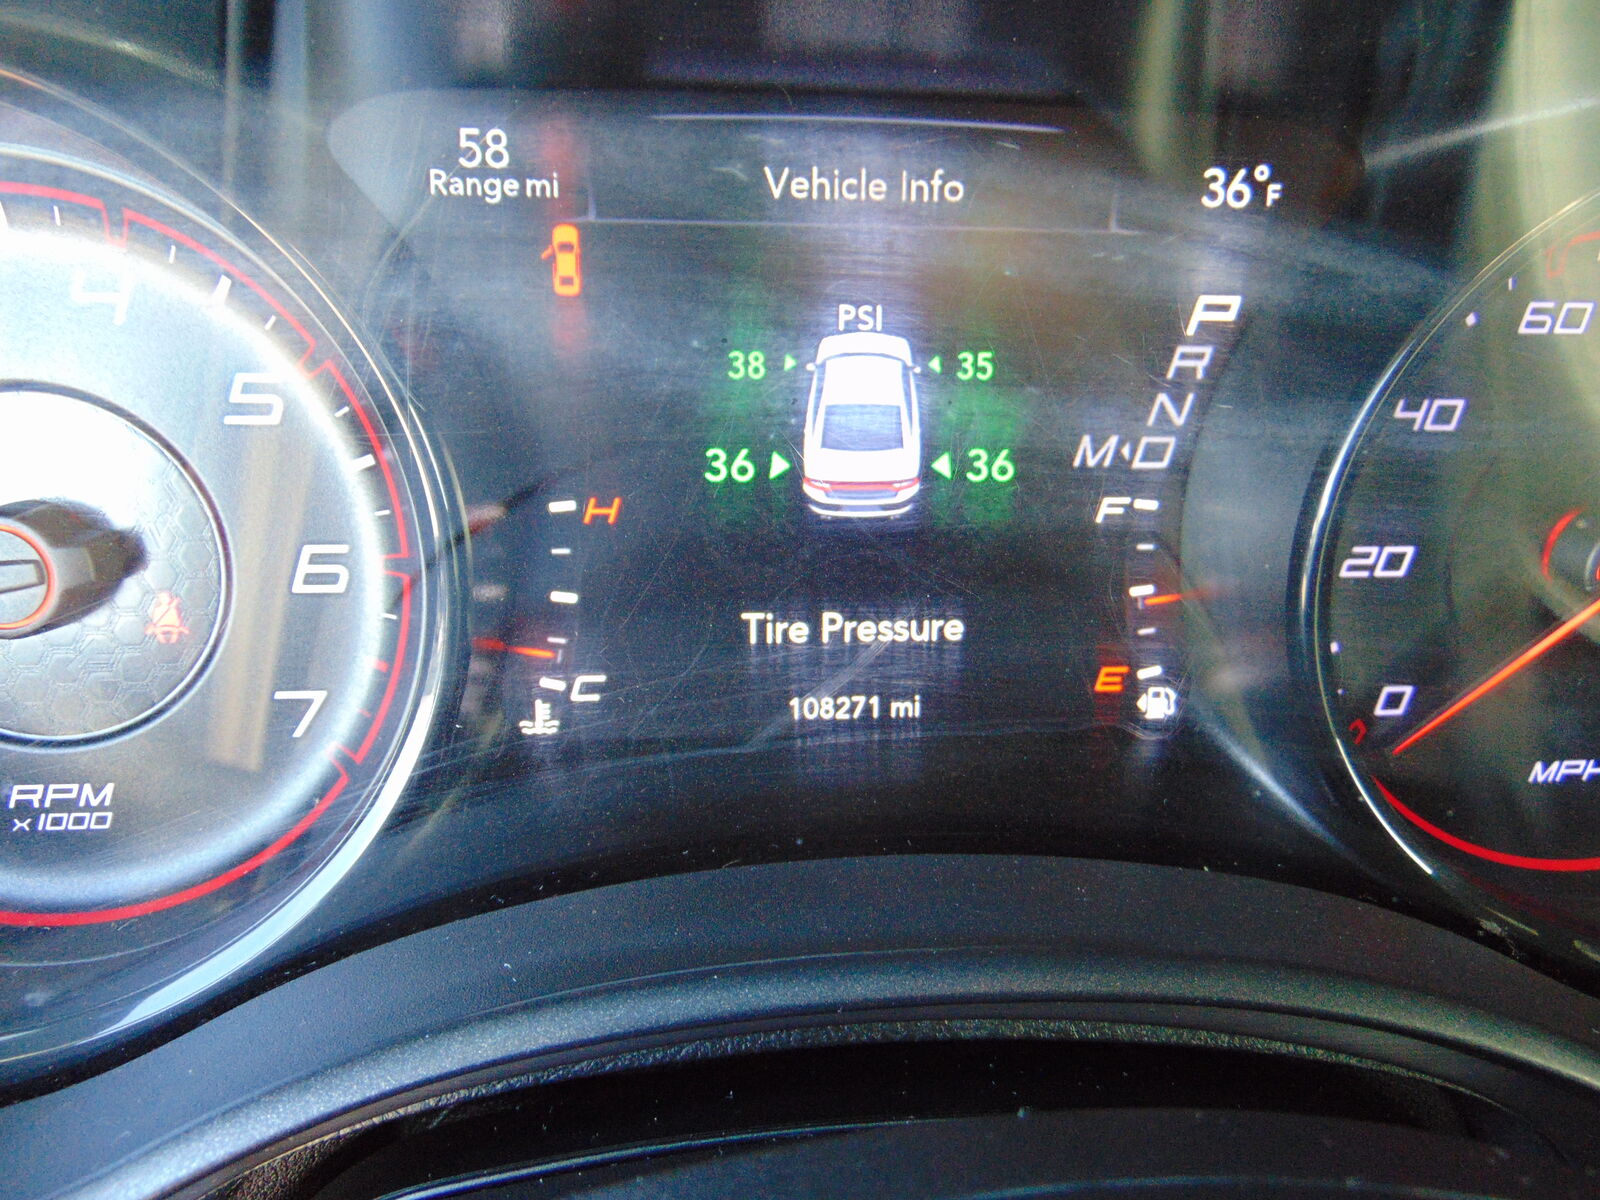 58
Range mi
Vehicle Info
36°F
PSI
38
35
36
36
Tire Pressure
108271 mi
P
R
N
M D
F
E
H
C
4
5
6
7
RPM
x1000
60
40
20
0
MPH